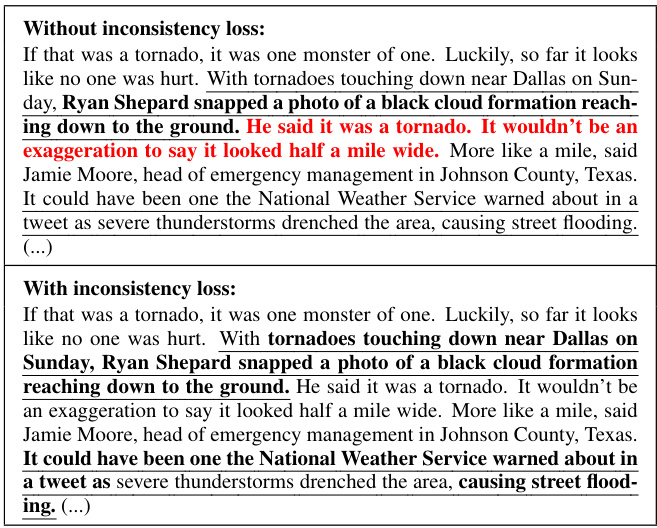 Without inconsistency loss:
If that was a tornado, it was one monster of one. Luckily, so far it looks
like no one was hurt. With tornadoes touching down near Dallas on Sun-
day, Ryan Shepard snapped a photo of a black cloud formation reach-
ing down to the ground. He said it was a tornado. It wouldn't be an
exaggeration to say it looked half a mile wide. More like a mile, said
Jamie Moore, head of emergency management in Johnson County, Texas.
It could have been one the National Weather Service warned about in a
tweet as severe thunderstorms drenched the area, causing street flooding.
(...)
With inconsistency loss:
If that was a tornado, it was one monster of one. Luckily, so far it looks
like no one was hurt. With tornadoes touching down near Dallas on
Sunday, Ryan Shepard snapped a photo of a black cloud formation
reaching down to the ground. He said it was a tornado. It wouldn't be
an exaggeration to say it looked half a mile wide. More like a mile, said
Jamie Moore, head of emergency management in Johnson County, Texas.
It could have been one the National Weather Service warned about in
a tweet as severe thunderstorms drenched the area, causing street flood-
ing. (...)